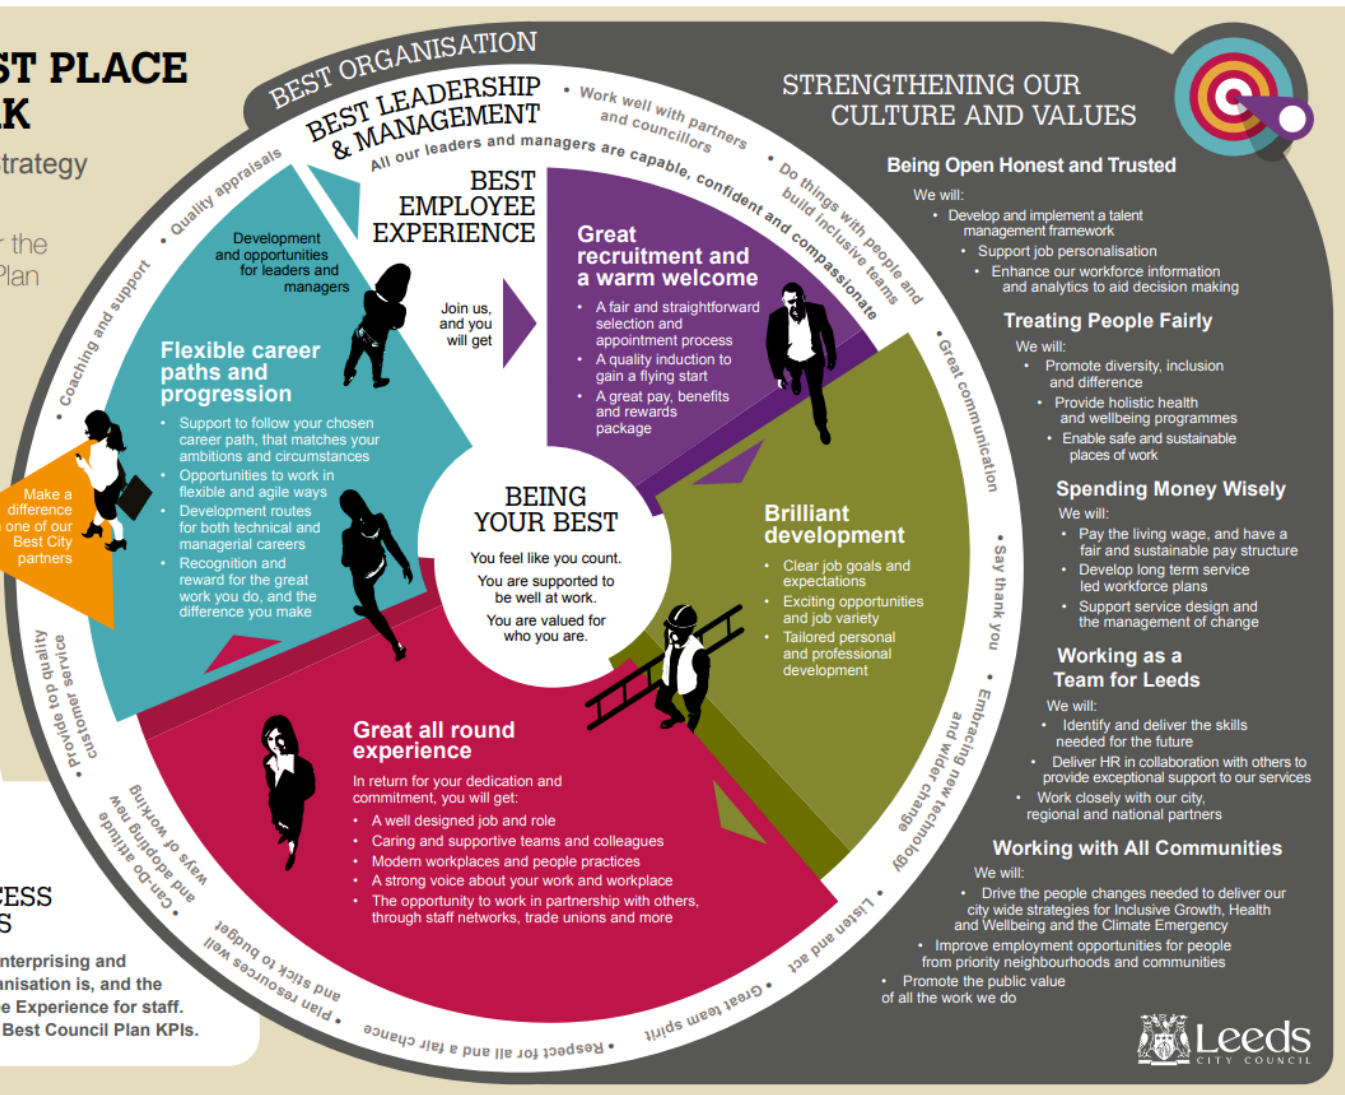 ST PLACE
K
trategy
r the
Plan
CESS
S
nterprising and
anisation is, and the
e Experience for staff.
Best Council Plan KPIs.
BEST ORGANISATION
BEST LEADERSHIP
& MANAGEMENT
All our leaders and managers are capable, confident and compassionate
• Work well with partners
and councillors
• Do things with people and
build inclusive teams
• Great communication
• Say thank you
• Embracing new technology
and wider change
• Listen and act
• Great team spirit
• Respect for all and a fair chance
• Plan resources well
and stick to budget
• Can-Do attitude
and adopting new
ways of working
• Provide top quality
customer service
• Coaching and support
• Quality appraisals
BEST
EMPLOYEE
EXPERIENCE
Join us,
and you
will get
Great
recruitment and
a warm welcome
• A fair and straightforward
selection and
appointment process
• A quality induction to
gain a flying start
• A great pay, benefits
and rewards
package
Brilliant
development
• Clear job goals and
expectations
• Exciting opportunities
and job variety
• Tailored personal
and professional
development
Great all round
experience
In return for your dedication and
commitment, you will get:
• A well designed job and role
• Caring and supportive teams and colleagues
• Modern workplaces and people practices
• A strong voice about your work and workplace
• The opportunity to work in partnership with others,
through staff networks, trade unions and more
Flexible career
paths and
progression
• Support to follow your chosen
career path, that matches your
ambitions and circumstances
• Opportunities to work in
flexible and agile ways
• Development routes
for both technical and
managerial careers
• Recognition and
reward for the great
work you do, and the
difference you make
Development
and opportunities
for leaders and
managers
Make a
difference
one of our
Best City
partners
BEING
YOUR BEST
You feel like you count.
You are supported to
be well at work.
You are valued for
who you are.
STRENGTHENING OUR
CULTURE AND VALUES
Being Open Honest and Trusted
We will:
• Develop and implement a talent
management framework
• Support job personalisation
• Enhance our workforce information
and analytics to aid decision making
Treating People Fairly
We will:
• Promote diversity, inclusion
and difference
• Provide holistic health
and wellbeing programmes
• Enable safe and sustainable
places of work
Spending Money Wisely
We will:
• Pay the living wage, and have a
fair and sustainable pay structure
• Develop long term service
led workforce plans
• Support service design and
the management of change
Working as a
Team for Leeds
We will:
• Identify and deliver the skills
needed for the future
• Deliver HR in collaboration with others to
provide exceptional support to our services
• Work closely with our city,
regional and national partners
Working with All Communities
We will:
• Drive the people changes needed to deliver our
city wide strategies for Inclusive Growth, Health
and Wellbeing and the Climate Emergency
• Improve employment opportunities for people
from priority neighbourhoods and communities
• Promote the public value
of all the work we do
Leeds
CITY COUNCIL